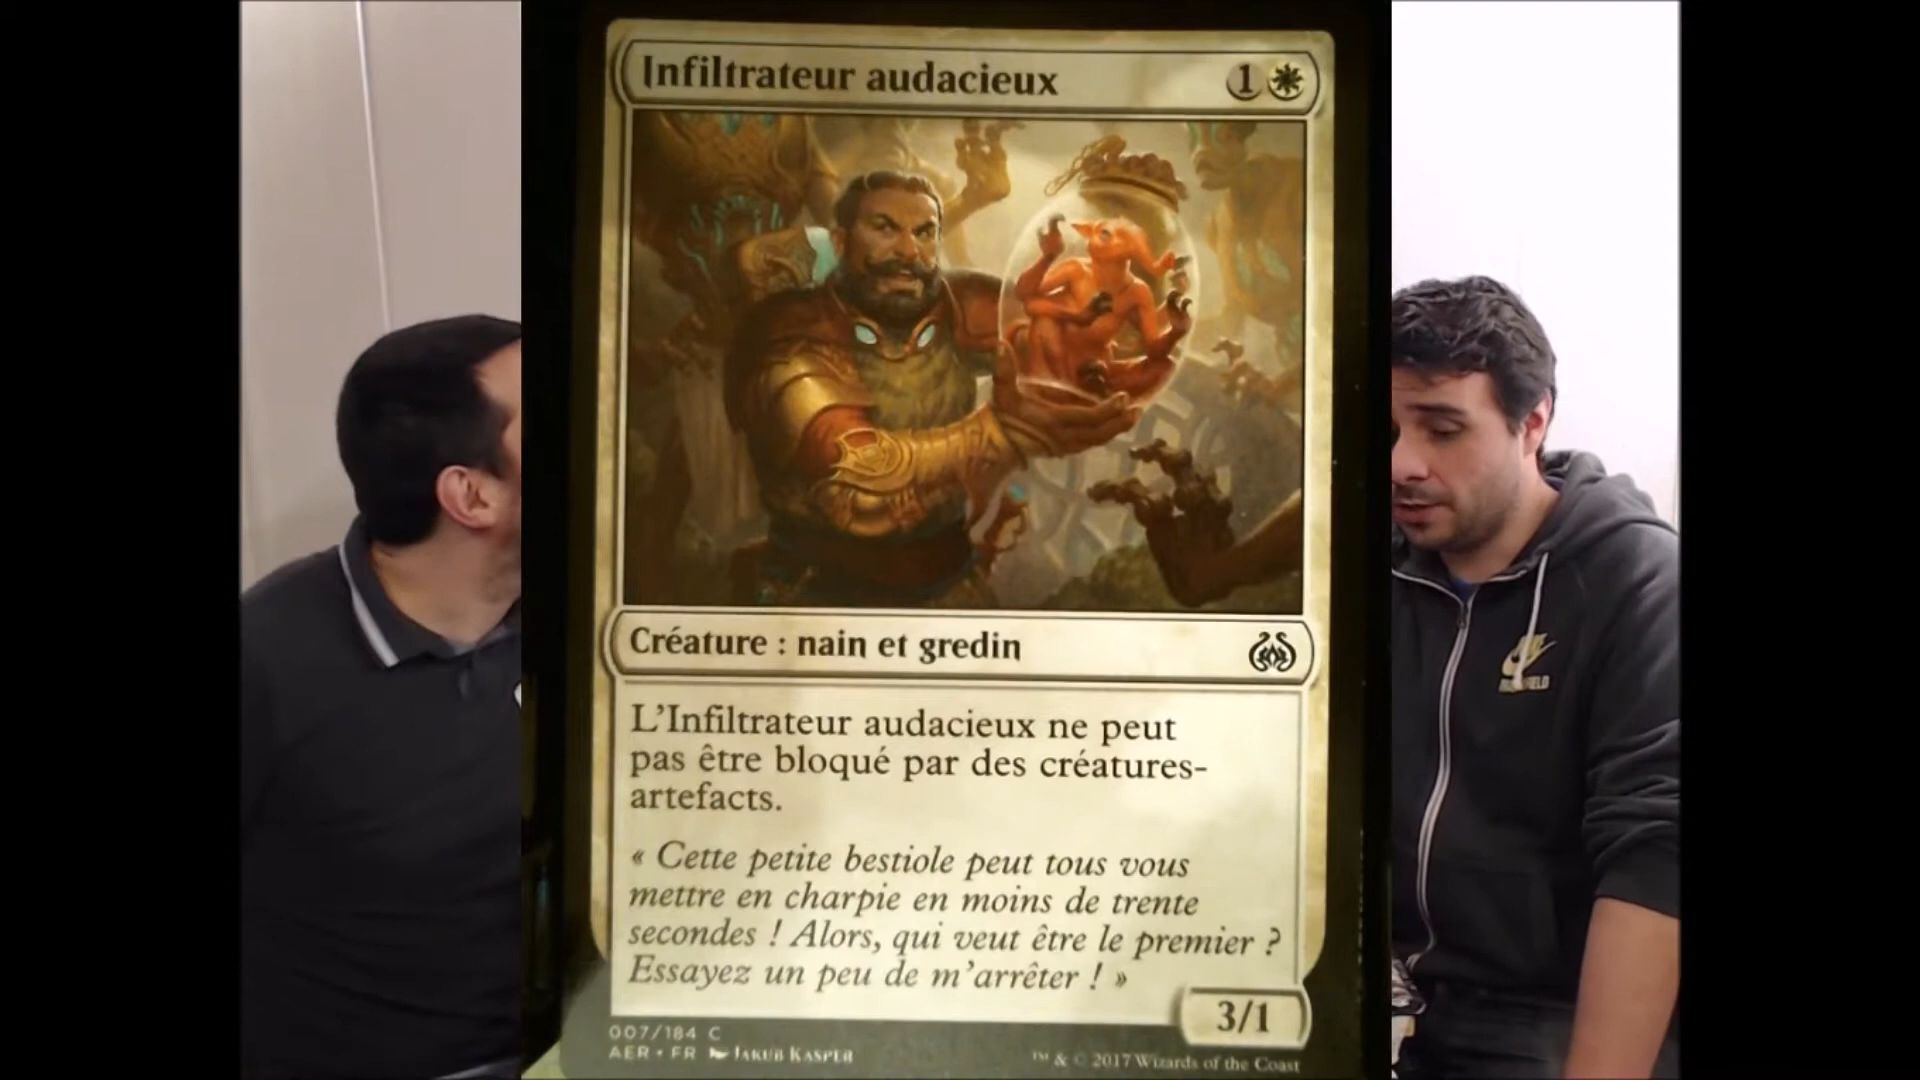 Infiltrateur audacieux 1
Créature : nain et gredin
L'Infiltrateur audacieux ne peut
pas être bloqué par des créatures-
artefacts.
« Cette petite bestiole peut tous vous
mettre en charpie en moins de trente
secondes ! Alors, qui veut être le premier ?
Essayez un peu de m'arrêter ! »
3/1
007/184 C
AER • FR Jakub Kasper
™ & © 2017 Wizards of the Coast